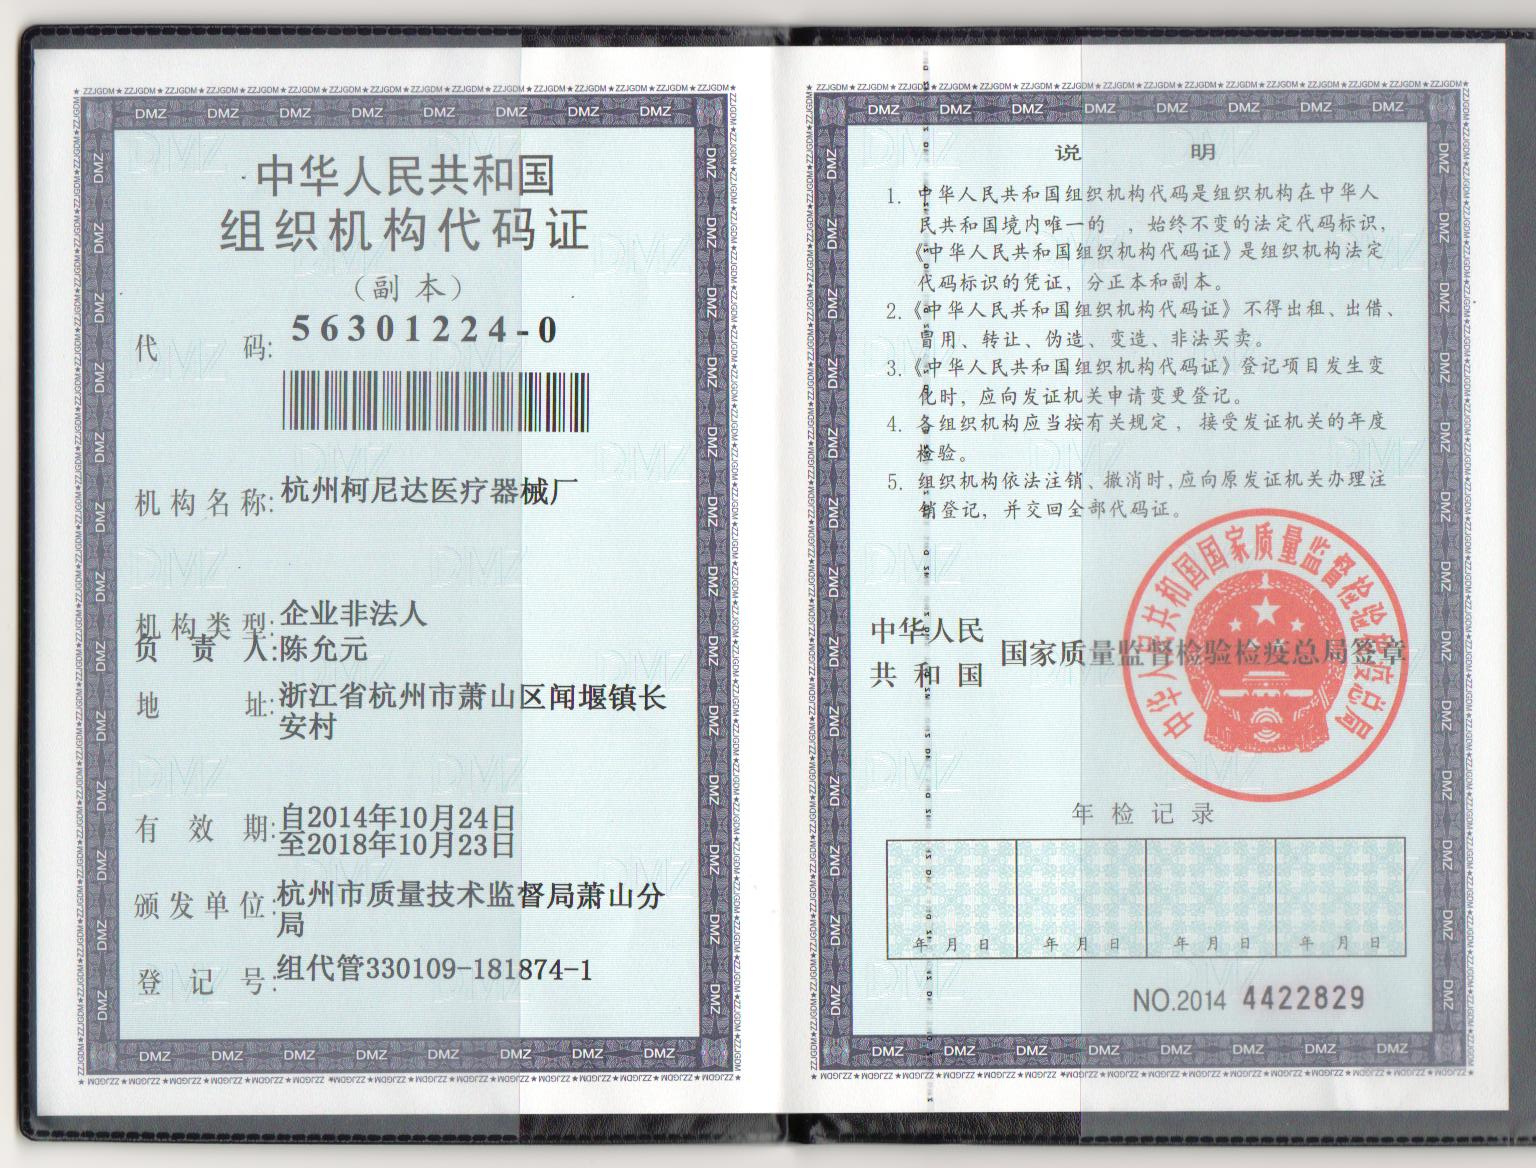 中华人民共和国
组织机构代码证
（副本）
代 码: 56301224-0
机构名称: 杭州柯尼达医疗器械厂
机构类型: 企业非法人
负责人: 陈允元
地 址: 浙江省杭州市萧山区闻堰镇长
安村
有效期: 自2014年10月24日
至2018年10月23日
颁发单位: 杭州市质量技术监督局萧山分
局
登记号: 组代管330109-181874-1
说 明
1. 中华人民共和国组织机构代码是组织机构在中华人
民共和国境内唯一的 ，始终不变的法定代码标识，
《中华人民共和国组织机构代码证》是组织机构法定
代码标识的凭证，分正本和副本。
2.《中华人民共和国组织机构代码证》不得出租、出借、
冒用、转让、伪造、变造、非法买卖。
3.《中华人民共和国组织机构代码证》登记项目发生变
化时，应向发证机关申请变更登记。
4. 各组织机构应当按有关规定，接受发证机关的年度
检验。
5. 组织机构依法注销、撤消时,应向原发证机关办理注
销登记，并交回全部代码证。
中华人民
共和国
国家质量监督检验检疫总局签章
中华人民共和国国家质量监督检验检疫总局
年检记录
年 月 日 年 月 日 年 月 日 年 月 日
NO.2014 4422829